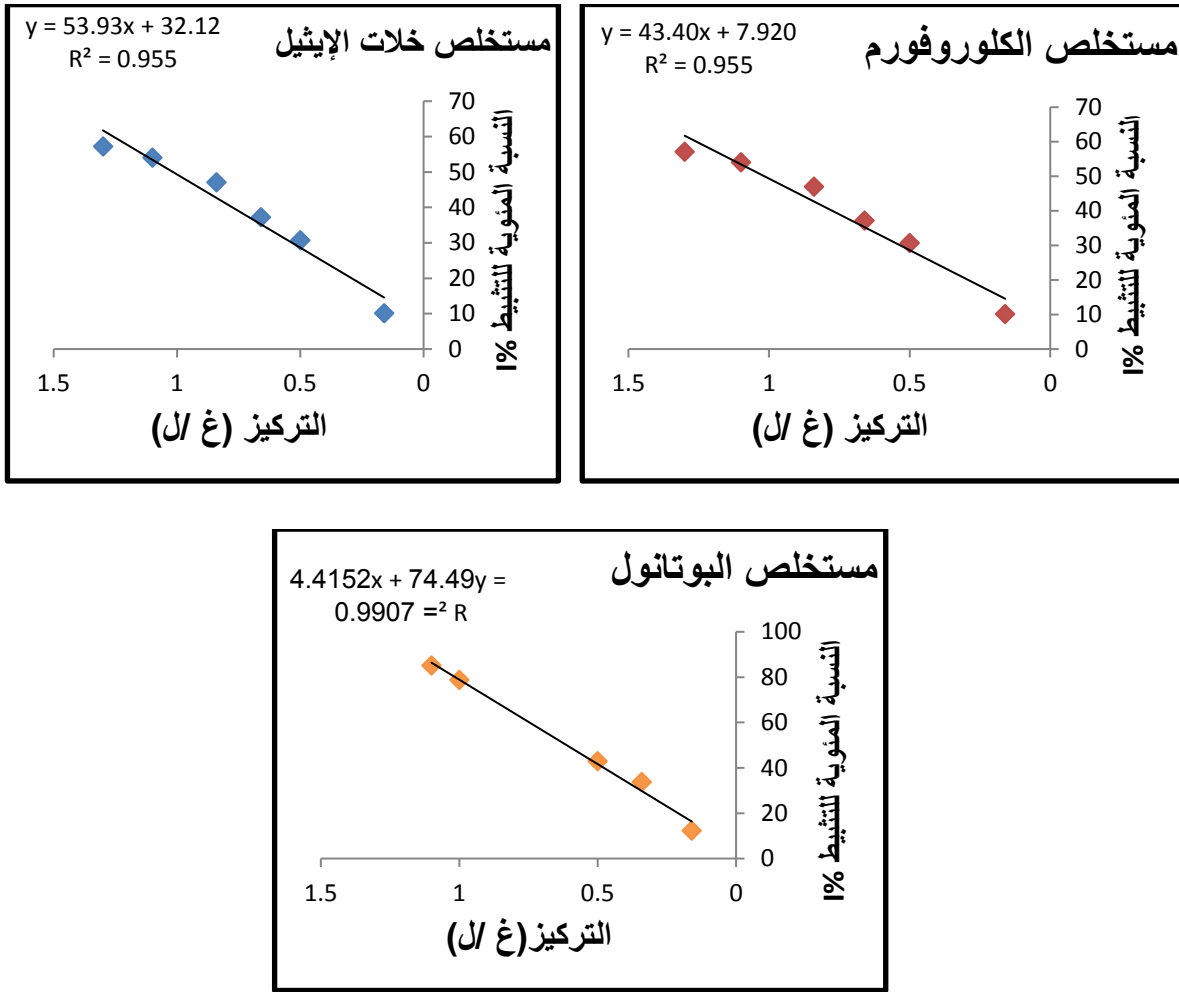 مستخلص الكلوروفورم
y = 43.40x + 7.920
R² = 0.955
النسبة المئوية للتثبيط I%
70
60
50
40
30
20
10
0
1.5 1 0.5 0
التركيز (غ /ل)
مستخلص خلات الإيثيل
y = 53.93x + 32.12
R² = 0.955
النسبة المئوية للتثبيط I%
70
60
50
40
30
20
10
0
1.5 1 0.5 0
التركيز (غ /ل)
مستخلص البوتانول
4.4152x + 74.49y =
0.9907 =² R
النسبة المئوية للتثبيط I%
100
80
60
40
20
0
1.5 1 0.5 0
التركيز(غ /ل)